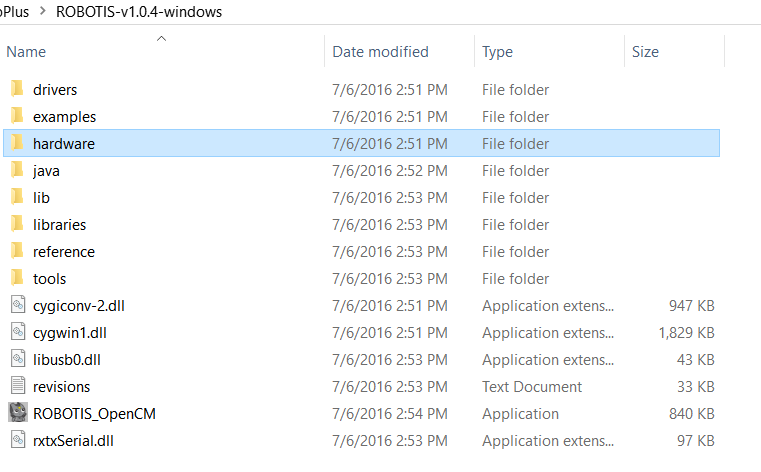 oPlus > ROBOTIS-v1.0.4-windows
Name Date modified Type Size
drivers 7/6/2016 2:51 PM File folder
examples 7/6/2016 2:51 PM File folder
hardware 7/6/2016 2:51 PM File folder
java 7/6/2016 2:52 PM File folder
lib 7/6/2016 2:53 PM File folder
libraries 7/6/2016 2:53 PM File folder
reference 7/6/2016 2:53 PM File folder
tools 7/6/2016 2:53 PM File folder
cygiconv-2.dll 7/6/2016 2:51 PM Application extens... 947 KB
cygwin1.dll 7/6/2016 2:51 PM Application extens... 1,829 KB
libusb0.dll 7/6/2016 2:53 PM Application extens... 43 KB
revisions 7/6/2016 2:53 PM Text Document 33 KB
ROBOTIS_OpenCM 7/6/2016 2:54 PM Application 840 KB
rxtxSerial.dll 7/6/2016 2:53 PM Application extens... 97 KB